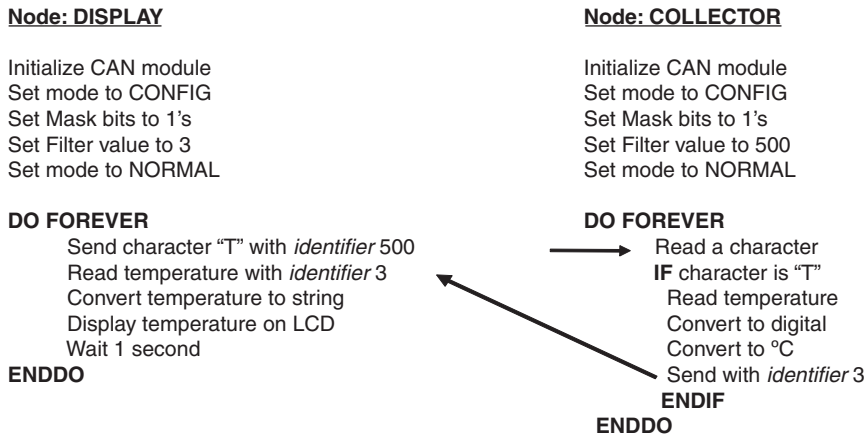 Node: DISPLAY
Initialize CAN module
Set mode to CONFIG
Set Mask bits to 1’s
Set Filter value to 3
Set mode to NORMAL
DO FOREVER
Send character “T” with identifier 500
Read temperature with identifier 3
Convert temperature to string
Display temperature on LCD
Wait 1 second
ENDDO
Node: COLLECTOR
Initialize CAN module
Set mode to CONFIG
Set Mask bits to 1’s
Set Filter value to 500
Set mode to NORMAL
DO FOREVER
Read a character
IF character is “T”
Read temperature
Convert to digital
Convert to ºC
Send with identifier 3
ENDIF
ENDDO